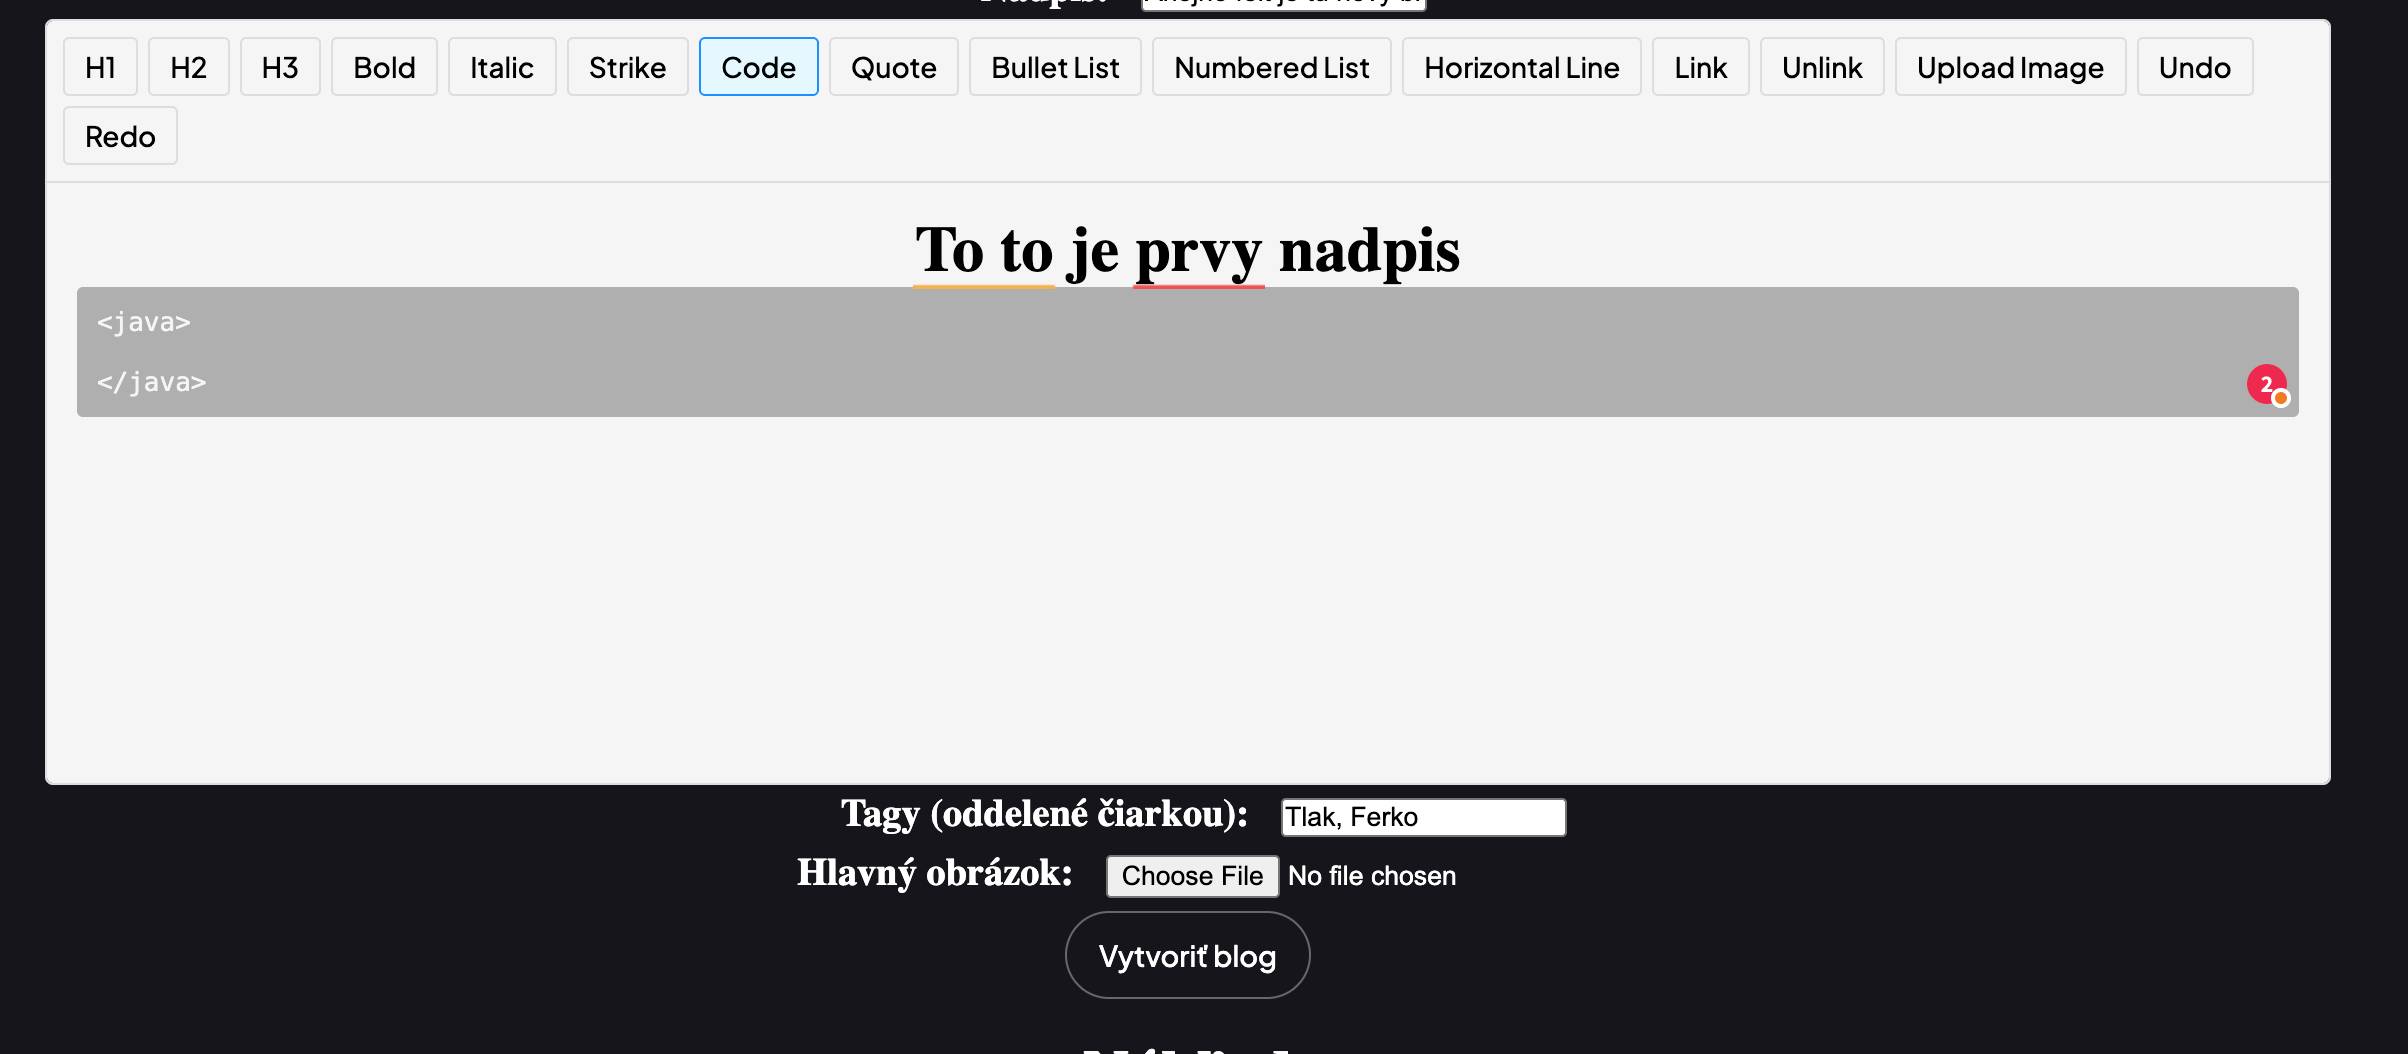 Nadpis:
H1 H2 H3 Bold Italic Strike Code Quote Bullet List Numbered List Horizontal Line Link Unlink Upload Image Undo
Redo
To to je prvy nadpis
<java>
</java>
2
Tagy (oddelené čiarkou): Tlak, Ferko
Hlavný obrázok: Choose File No file chosen
Vytvoriť blog